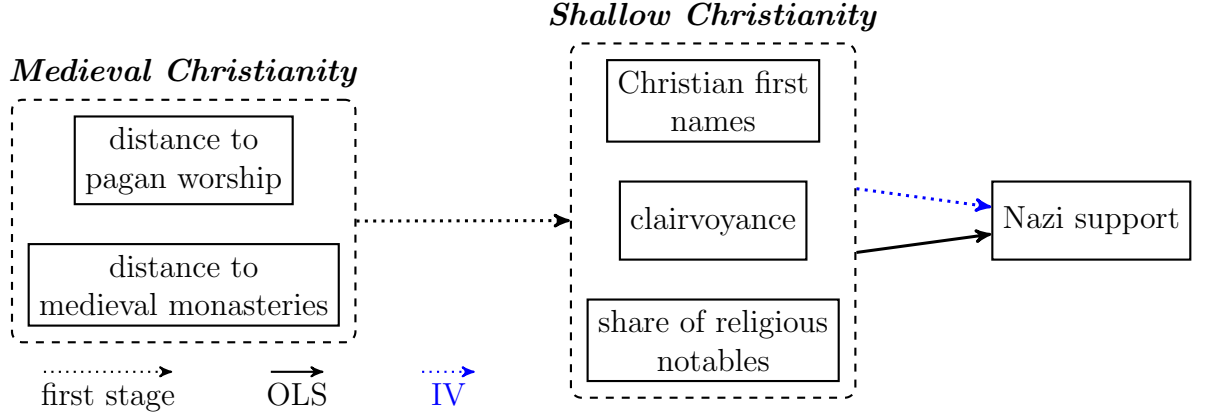 Shallow Christianity
Medieval Christianity
distance to
pagan worship
distance to
medieval monasteries
Christian first
names
clairvoyance
share of religious
notables
Nazi support
first stage
OLS
IV